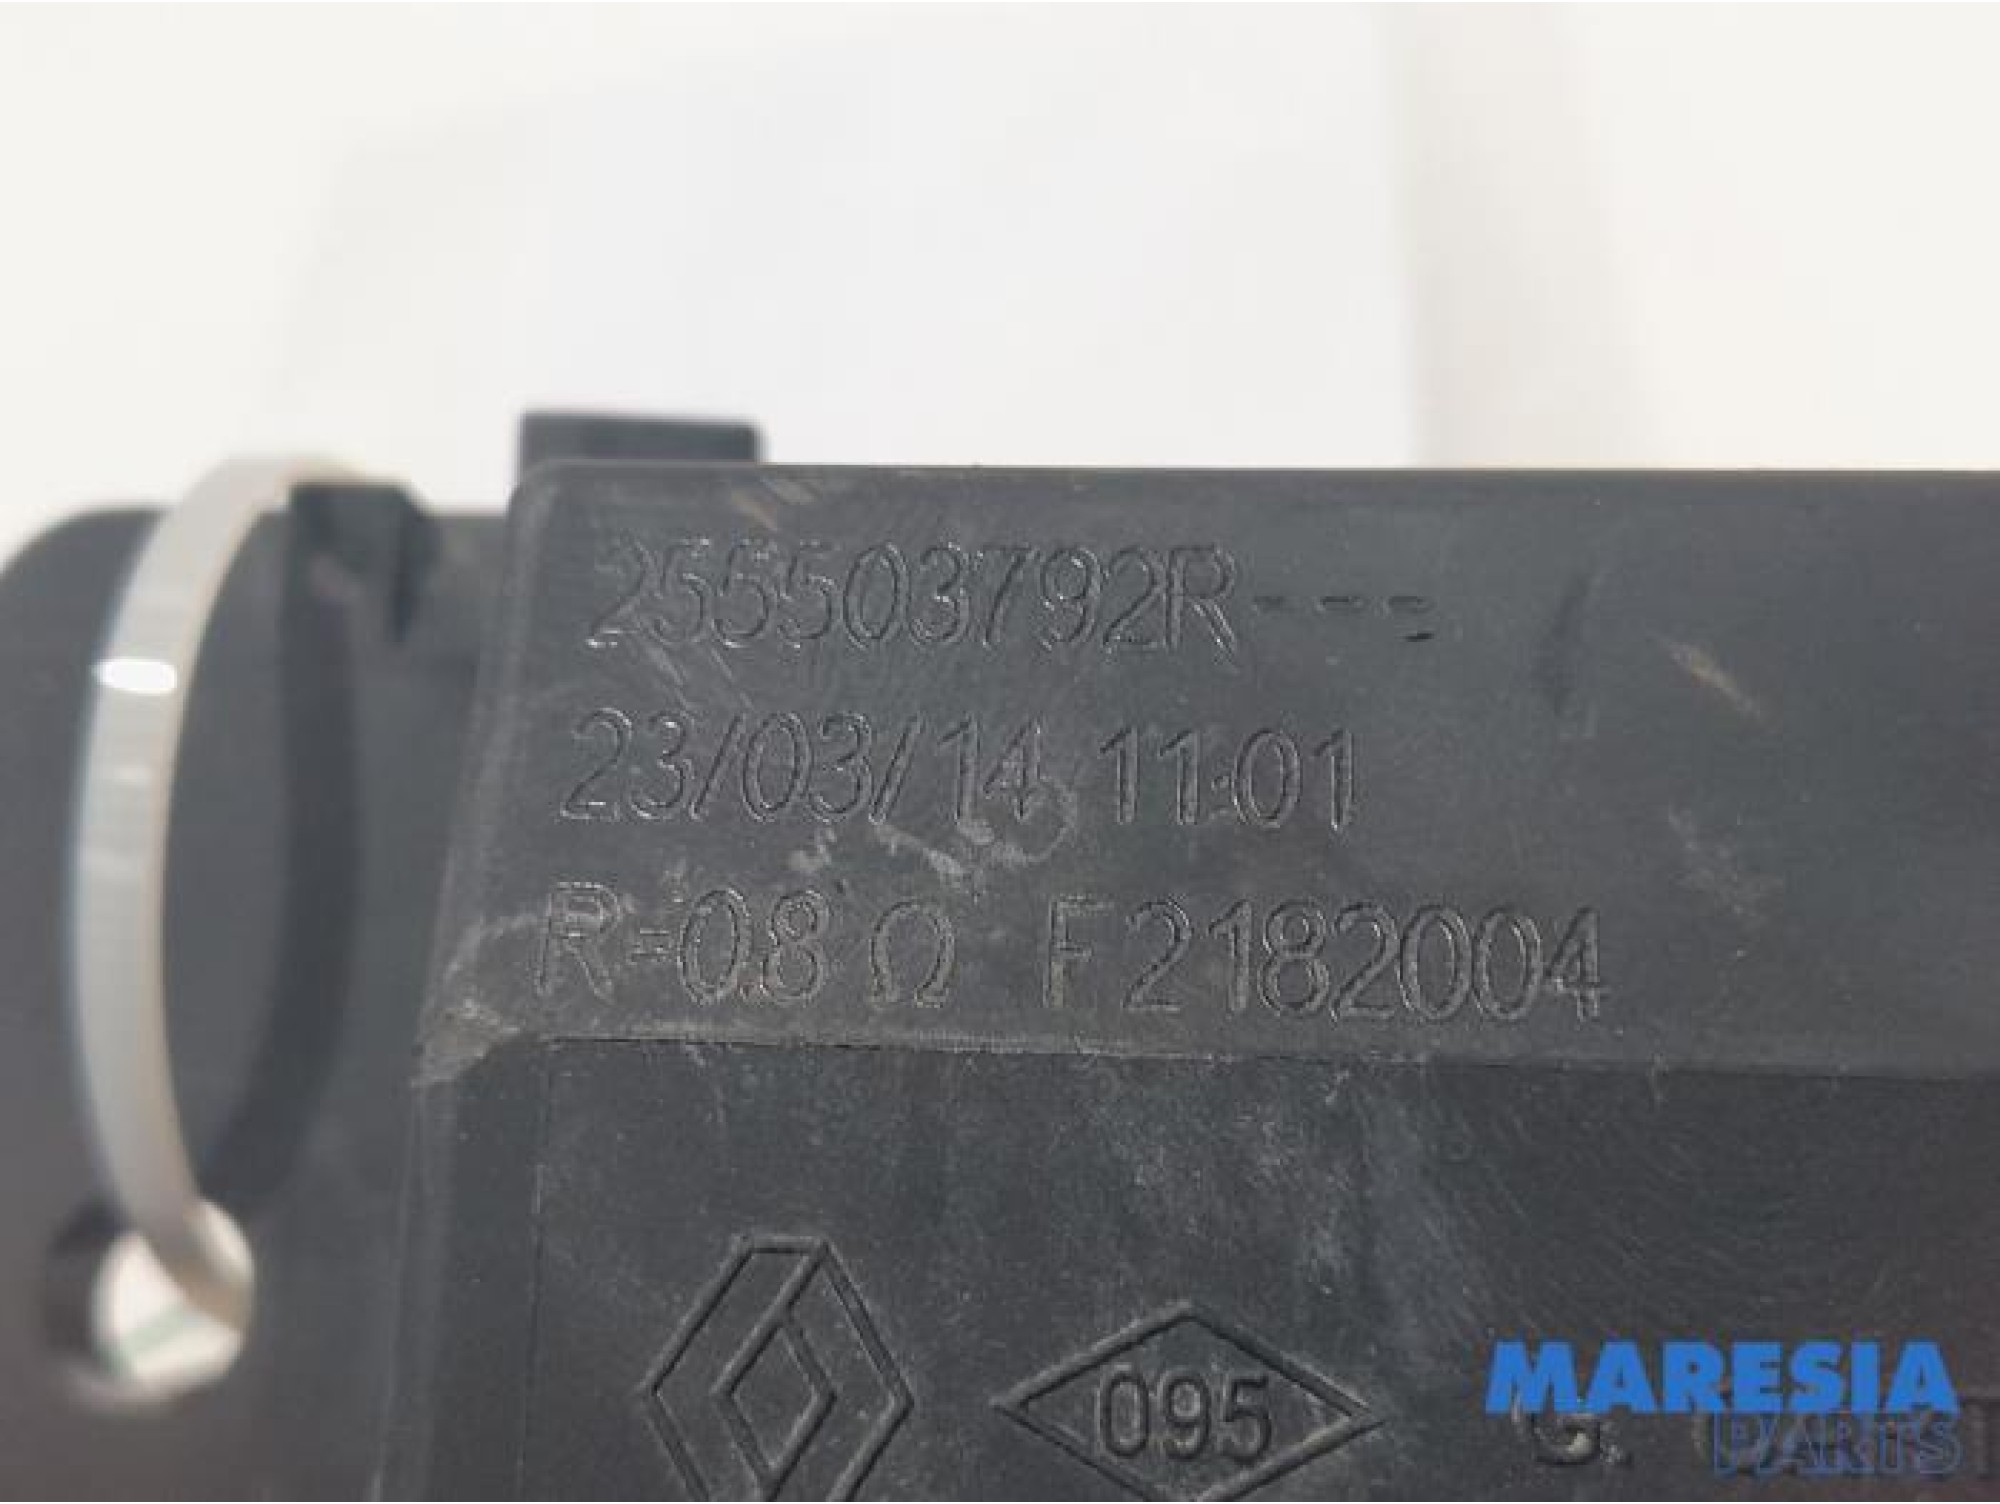 255503792R---
23/03/14 11:01
R=0.8 Ω F2182004
095
MARESIA
PARTS